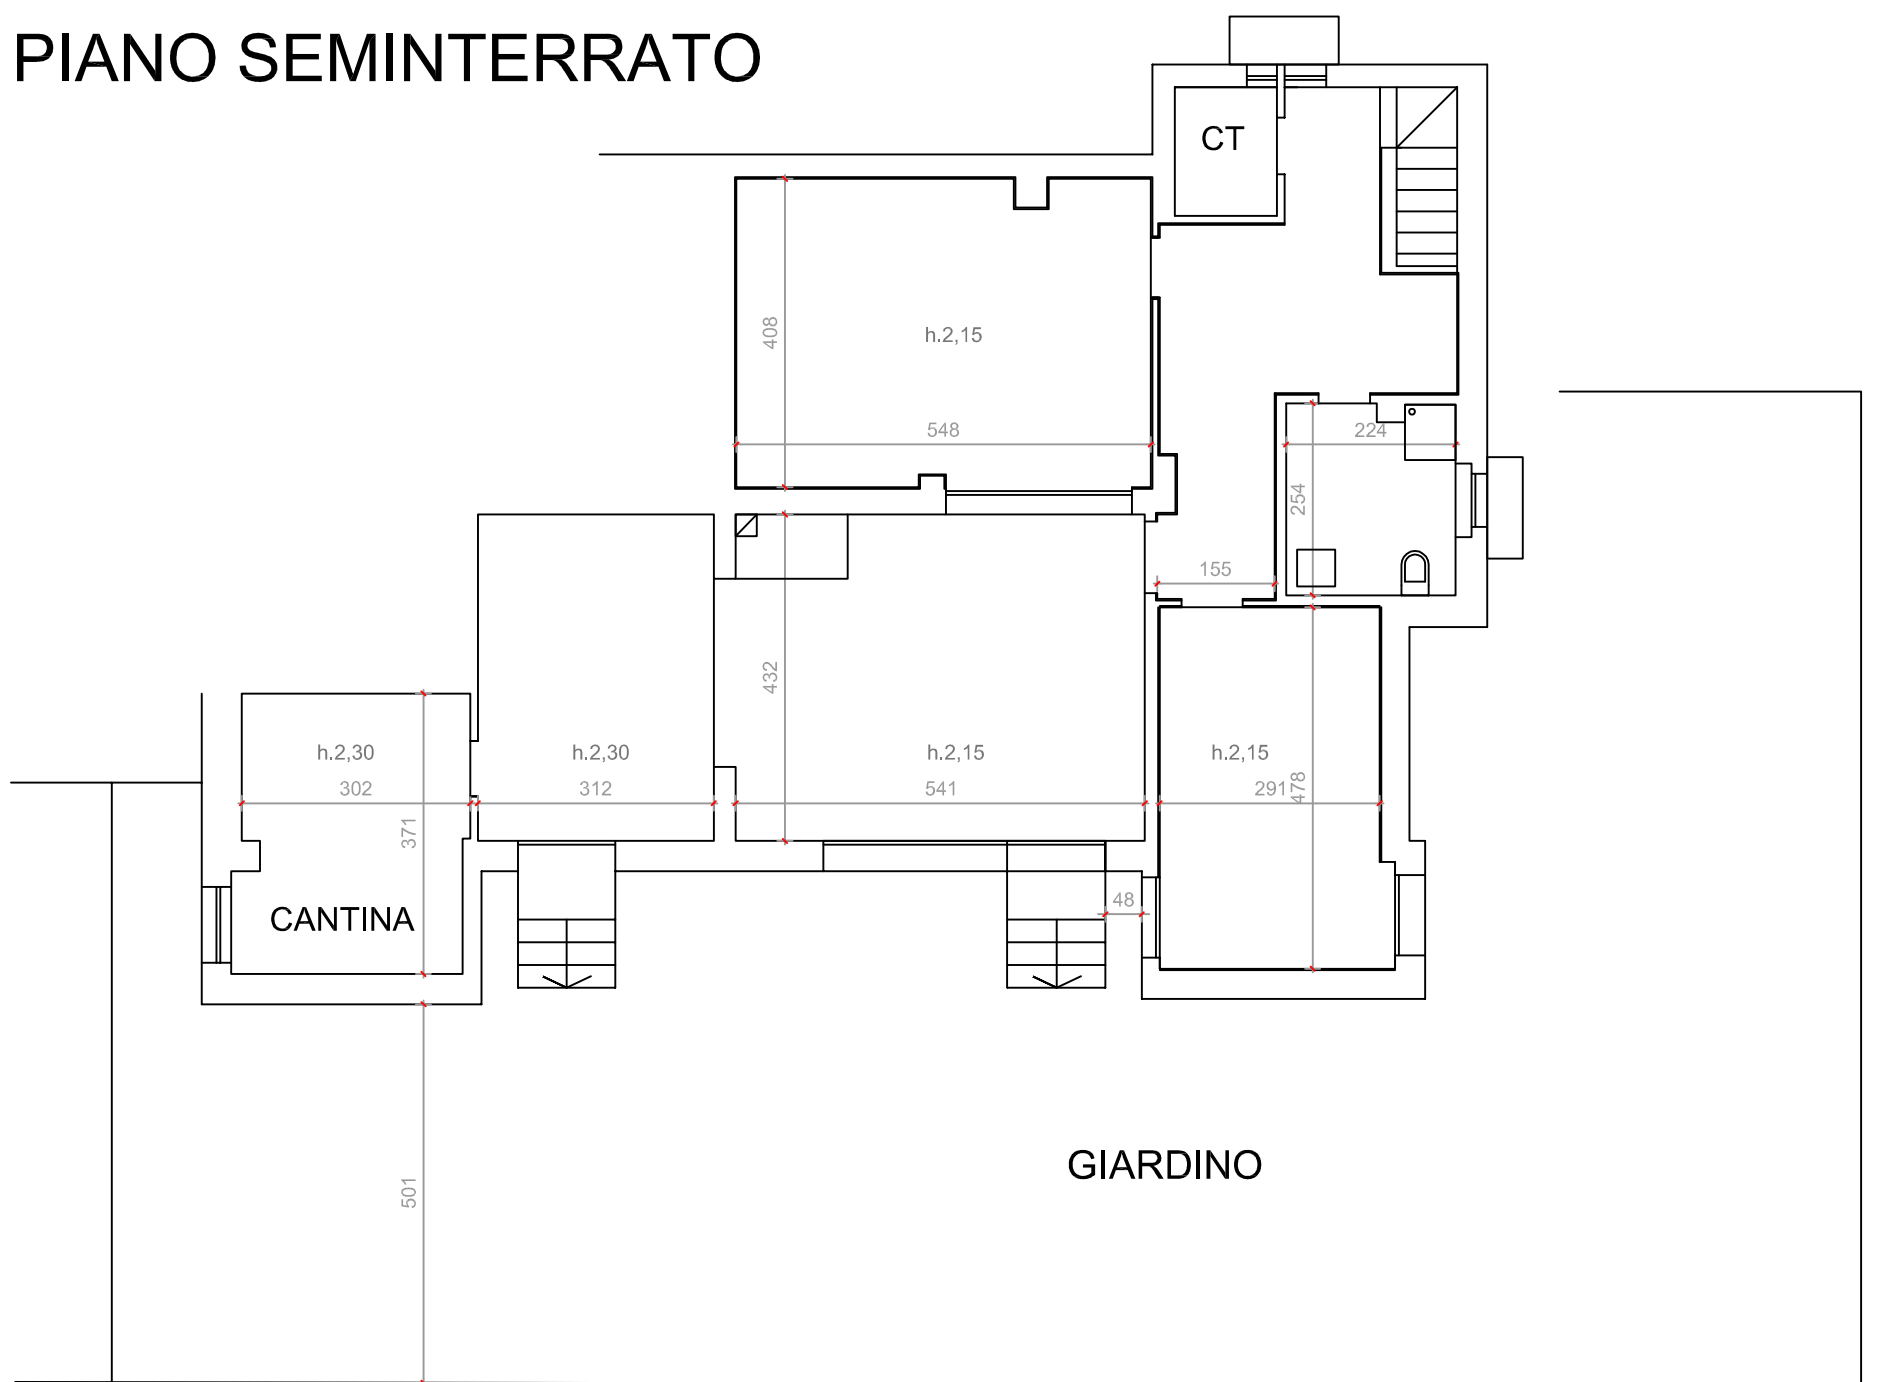 PIANO SEMINTERRATO
CT
408
h.2,15
548
224
254
155
432
h.2,30
h.2,30
h.2,15
h.2,15
302
312
541
291
478
371
48
CANTINA
GIARDINO
501